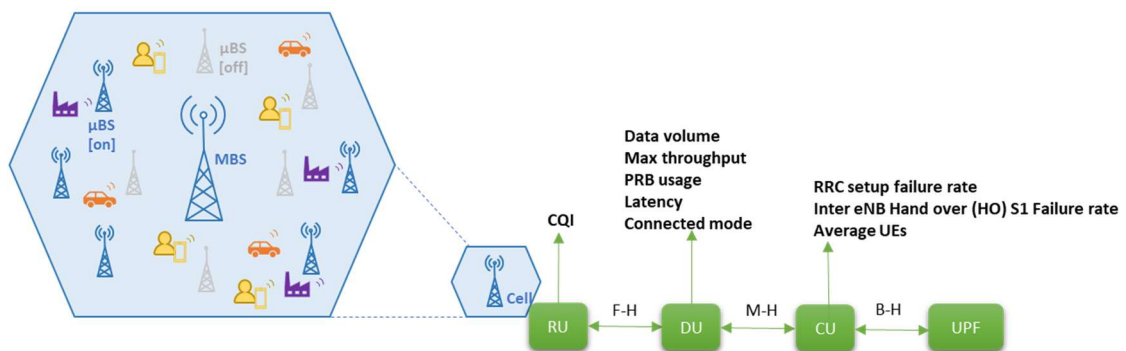 µBS
[off]
µBS
[on]
MBS
Cell
CQI
Data volume
Max throughput
PRB usage
Latency
Connected mode
RRC setup failure rate
Inter eNB Hand over (HO) S1 Failure rate
Average UEs
RU
F-H
DU
M-H
CU
B-H
UPF